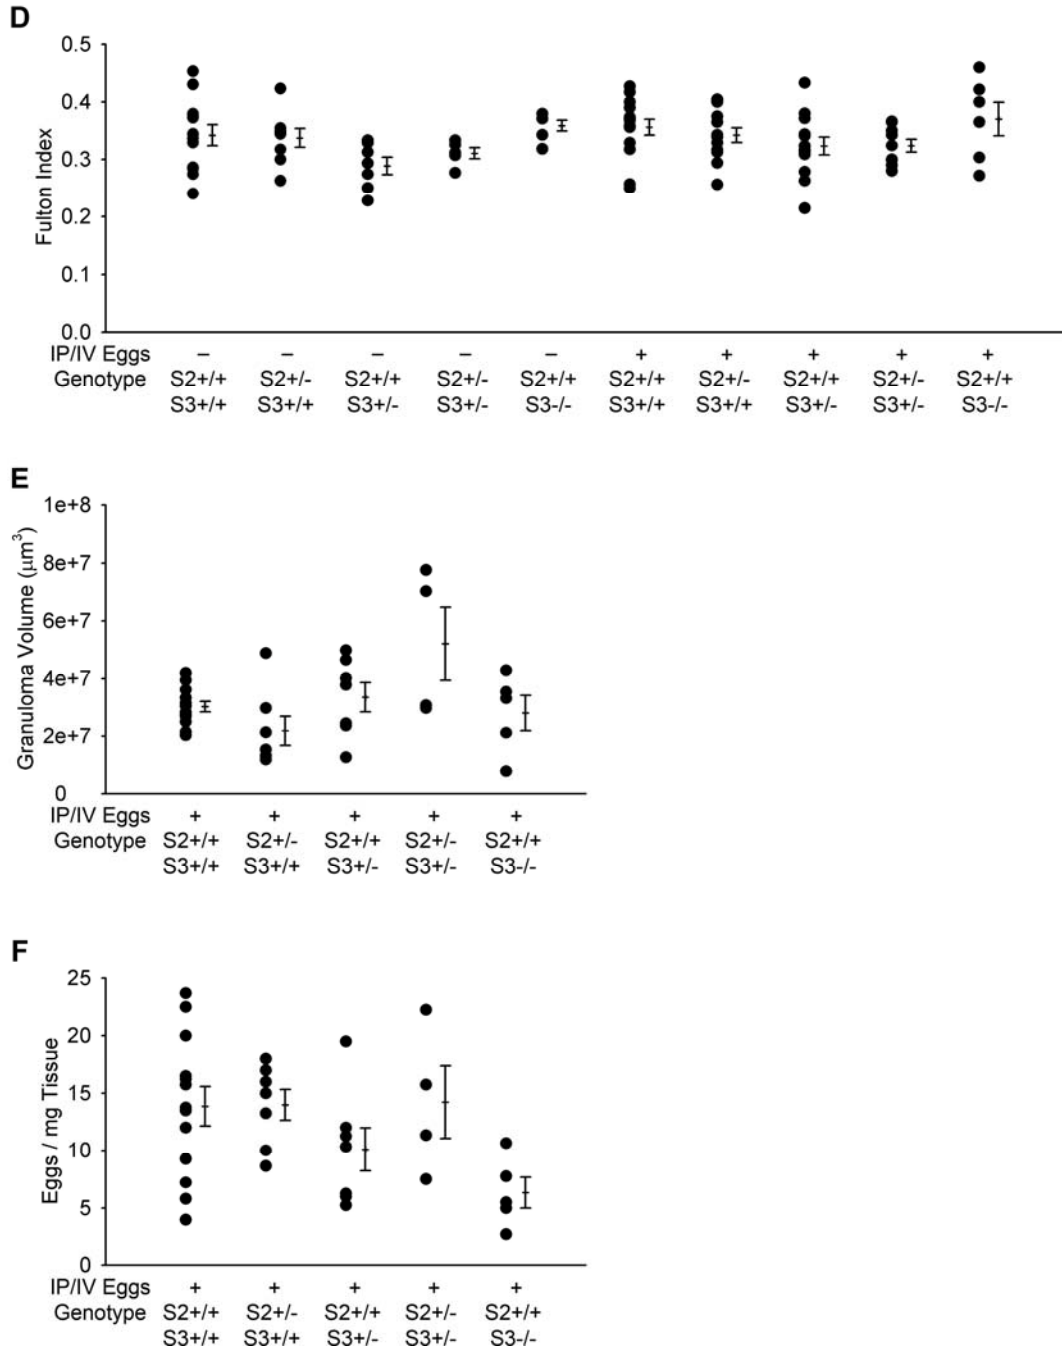 D
0.5
0.4
0.3
0.2
0.1
0.0
Fulton Index
IP/IV Eggs – – – – – + + + + +
Genotype S2+/+ S2+/- S2+/+ S2+/- S2+/+ S2+/+ S2+/- S2+/+ S2+/- S2+/+
S3+/+ S3+/+ S3+/- S3+/- S3-/- S3+/+ S3+/+ S3+/- S3+/- S3-/-
E
1e+8
8e+7
6e+7
4e+7
2e+7
0
Granuloma Volume (μm³)
IP/IV Eggs + + + + +
Genotype S2+/+ S2+/- S2+/+ S2+/- S2+/+
S3+/+ S3+/+ S3+/- S3+/- S3-/-
F
25
20
15
10
5
0
Eggs / mg Tissue
IP/IV Eggs + + + + +
Genotype S2+/+ S2+/- S2+/+ S2+/- S2+/+
S3+/+ S3+/+ S3+/- S3+/- S3-/-